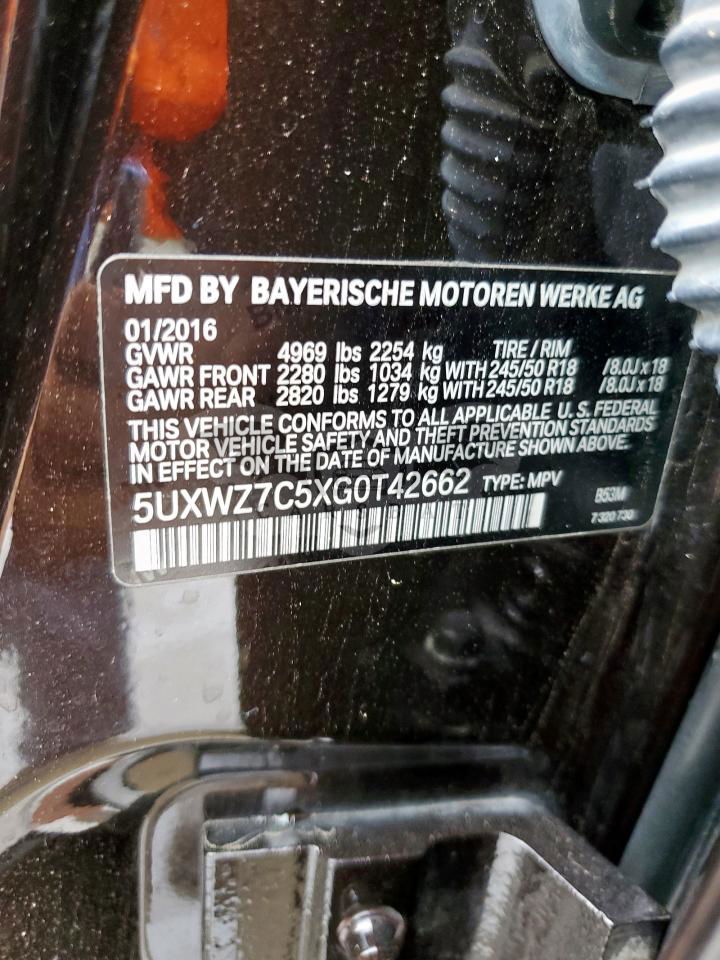 MFD BY BAYERISCHE MOTOREN WERKE AG
01/2016
GVWR 4969 lbs 2254 kg TIRE / RIM
GAWR FRONT 2280 lbs 1034 kg WITH 245/50 R18 /8.0J x 18
GAWR REAR 2820 lbs 1279 kg WITH 245/50 R18 /8.0J x 18
THIS VEHICLE CONFORMS TO ALL APPLICABLE U.S. FEDERAL
MOTOR VEHICLE SAFETY AND THEFT PREVENTION STANDARDS
IN EFFECT ON THE DATE OF MANUFACTURE SHOWN ABOVE.
5UXWZ7C5XG0T42662 TYPE: MPV B53M
7 320 730